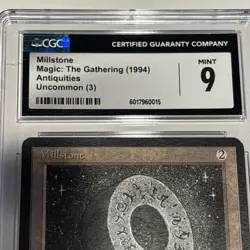 CGC
CERTIFIED GUARANTY COMPANY
Millstone
Magic: The Gathering (1994)
Antiquities
Uncommon (3)
6017960015
MINT
9
Millstone
2